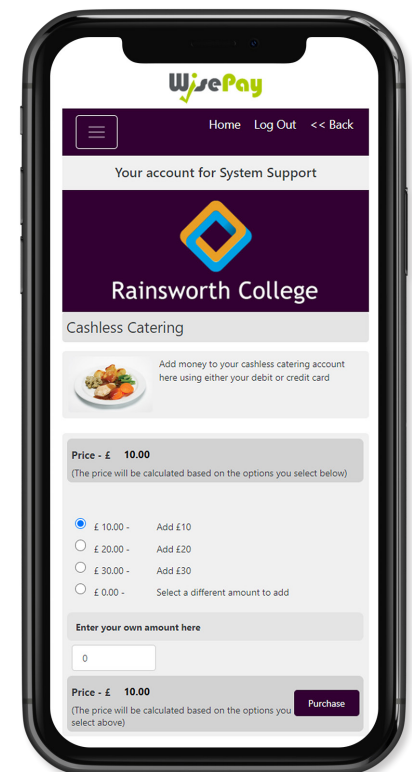 WisePay
Home Log Out << Back
Your account for System Support
Rainsworth College
Cashless Catering
Add money to your cashless catering account
here using either your debit or credit card
Price - £ 10.00
(The price will be calculated based on the options you select below)
£ 10.00 - Add £10
£ 20.00 - Add £20
£ 30.00 - Add £30
£ 0.00 - Select a different amount to add
Enter your own amount here
0
Price - £ 10.00
(The price will be calculated based on the options you
select above)
Purchase